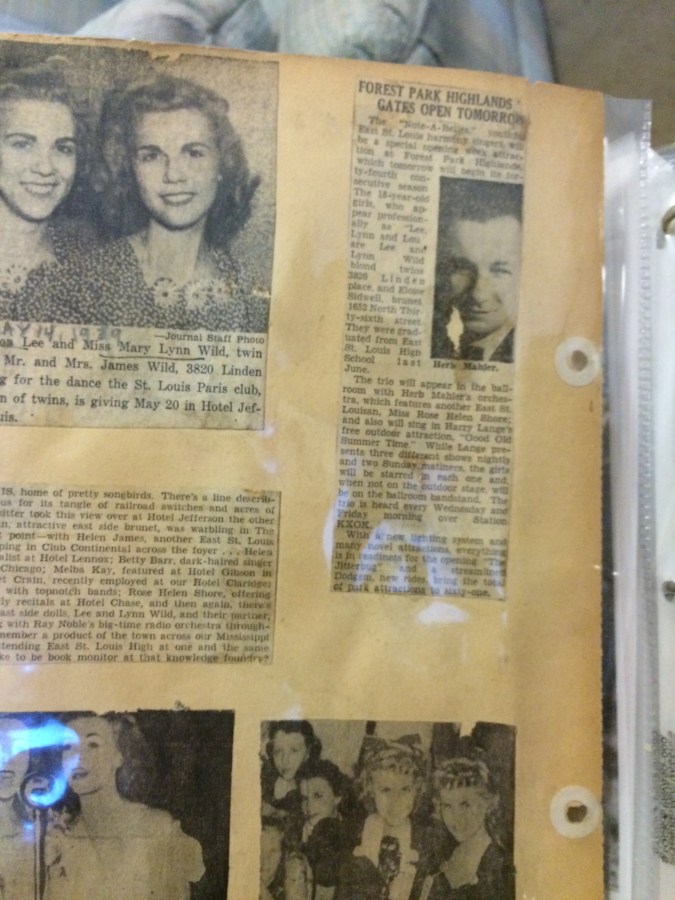 MAY 14, 1939
—Journal Staff Photo
Lee and Miss Mary Lynn Wild, twin
Mr. and Mrs. James Wild, 3820 Linden
g for the dance the St. Louis Paris club,
n of twins, is giving May 20 in Hotel Jef-
uis.
IS, home of pretty songbirds. There's a line describ-
us for its tangle of railroad switches and acres of
sitter took this view over at Hotel Jefferson the other
n, attractive east side brunet, was warbling in The
point—with Helen James, another East St. Louis
ping in Club Continental across the foyer . . . Helen
alist at Hotel Lennox; Betty Barr, dark-haired singer
Chicago; Melba Kay, featured at Hotel Gibson in
et Crain, recently employed at our Hotel Claridge;
with topnotch bands; Rose Helen Shore, offering
ly recitals at Hotel Chase, and then again, there's
ast side dolls, Lee and Lynn Wild, and their partner,
with Ray Noble's big-time radio orchestra through-
member a product of the town across our Mississippi
tending East St. Louis High at one and the same
ke to be book monitor at that knowledge foundry?
FOREST PARK HIGHLANDS
GATES OPEN TOMORROW
The "Note-A-Belles," youthful
East St. Louis harmony singers, will
be a special opening week attrac-
tion at Forest Park Highlands,
which tomorrow will begin its for-
ty-fourth con-
secutive season
The 18-year-old
girls, who ap-
pear profession-
ally as "Lee,
Lynn and Lou
are Lee and
Lynn Wild
blond twins
3820 Linden
place, and Eloise
Sidwell, brunet
1652 North Thir-
ty-sixth street.
They were grad-
uated from East
St. Louis High
School last
June.
Herb Mahler.
The trio will appear in the ball-
room with Herb Mahler's orches-
tra, which features another East St.
Louisan, Miss Rose Helen Shore;
and also will sing in Harry Lange's
free outdoor attraction, "Good Old
Summer Time." While Lange pre-
sents three different shows nightly
and two Sunday matinees, the girls
will be starred in each one and,
when not on the outdoor stage, will
be on the ballroom bandstand. The
trio is heard every Wednesday and
Friday morning over Station
KXOK.
With a new lighting system and
many novel attractions, everything
is in readiness for the opening. The
Jitterbug and a streamlined
Dodgem, new rides, bring the total
of park attractions to sixty-one.